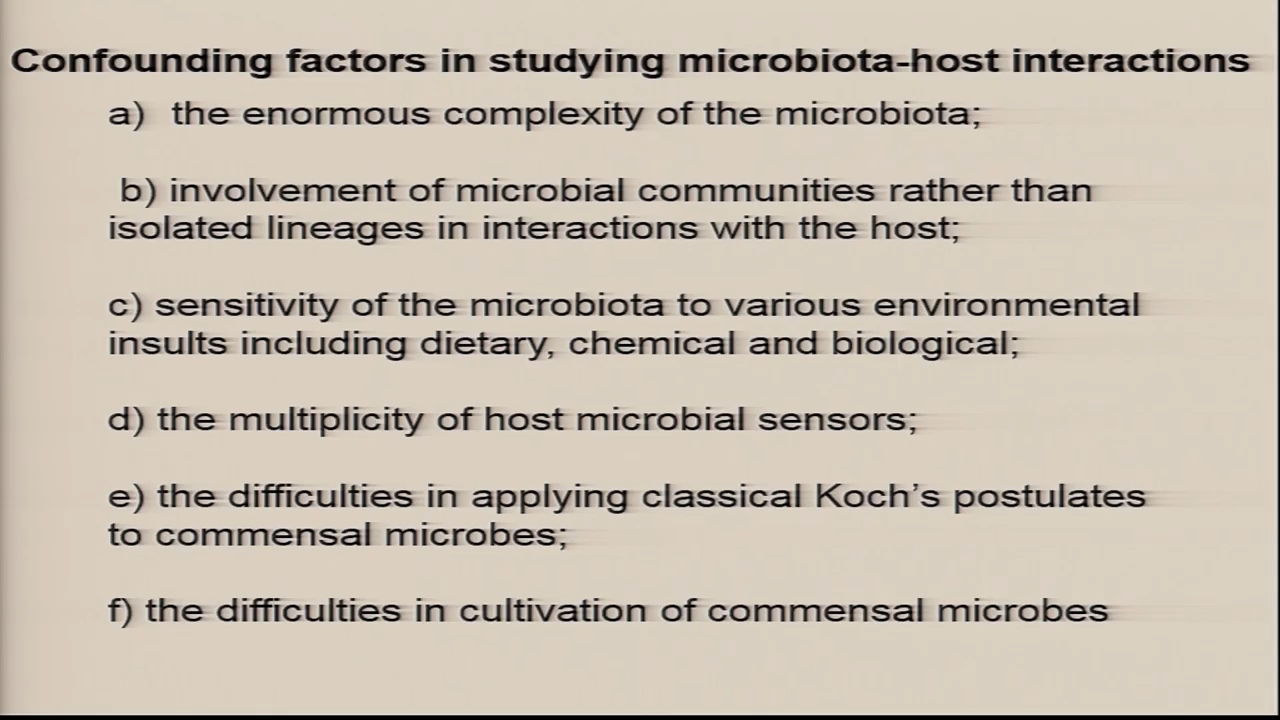 Confounding factors in studying microbiota-host interactions
a) the enormous complexity of the microbiota;
b) involvement of microbial communities rather than
isolated lineages in interactions with the host;
c) sensitivity of the microbiota to various environmental
insults including dietary, chemical and biological;
d) the multiplicity of host microbial sensors;
e) the difficulties in applying classical Koch’s postulates
to commensal microbes;
f) the difficulties in cultivation of commensal microbes